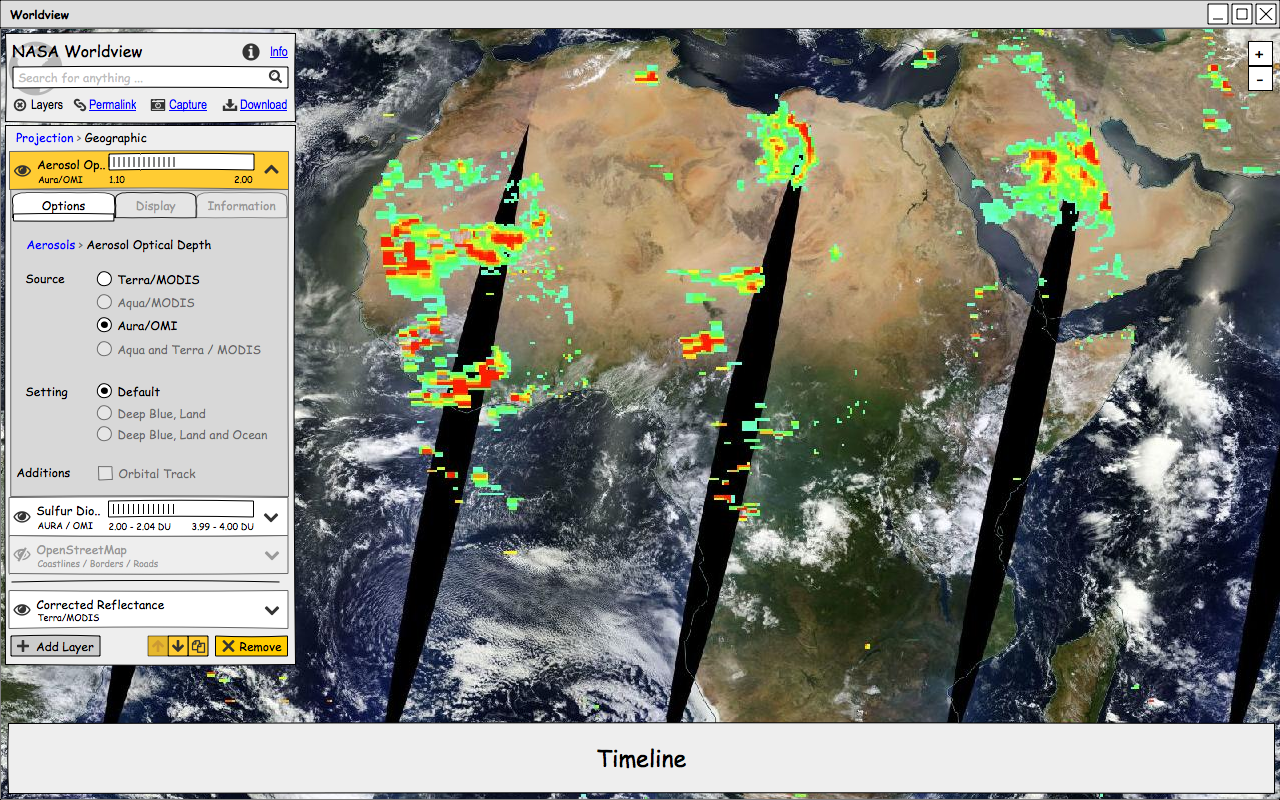 Worldview
NASA Worldview Info
Search for anything ...
Layers Permalink Capture Download
Projection > Geographic
Aerosol Op..
Aura/OMI 1.10 2.00
Options Display Information
Aerosols > Aerosol Optical Depth
Source Terra/MODIS
Aqua/MODIS
Aura/OMI
Aqua and Terra / MODIS
Setting Default
Deep Blue, Land
Deep Blue, Land and Ocean
Additions Orbital Track
Sulfur Dio..
AURA / OMI 2.00 - 2.04 DU 3.99 - 4.00 DU
OpenStreetMap
Coastlines / Borders / Roads
Corrected Reflectance
Terra/MODIS
+ Add Layer Remove
+
-
Timeline